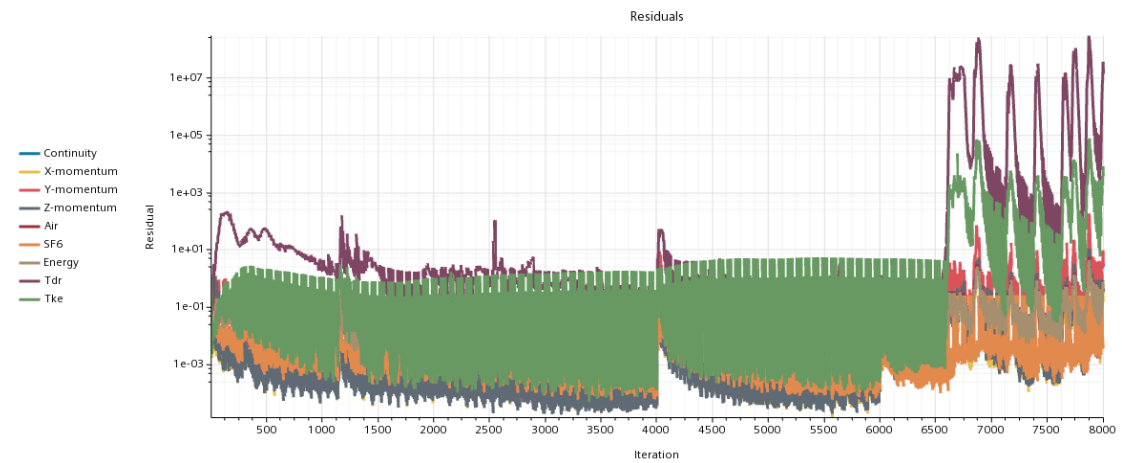 Residuals
1e+07
1e+05
1e+03
1e+01
1e-01
1e-03
Residual
Continuity
X-momentum
Y-momentum
Z-momentum
Air
SF6
Energy
Tdr
Tke
500 1000 1500 2000 2500 3000 3500 4000 4500 5000 5500 6000 6500 7000 7500 8000
Iteration